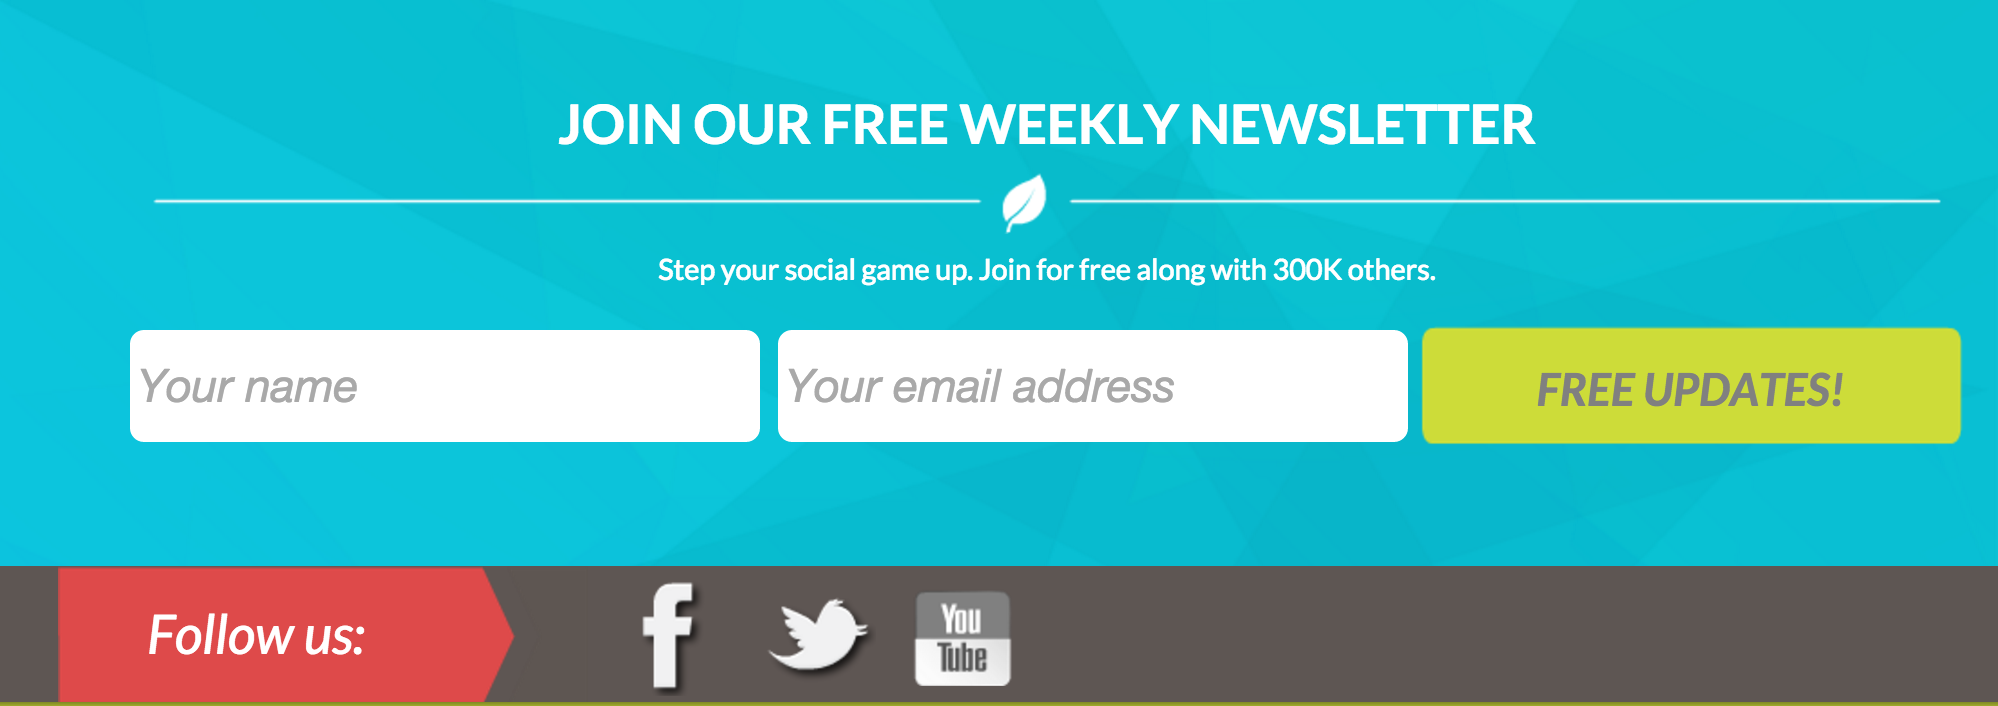 JOIN OUR FREE WEEKLY NEWSLETTER
Step your social game up. Join for free along with 300K others.
Your name
Your email address
FREE UPDATES!
Follow us:
f
You
Tube